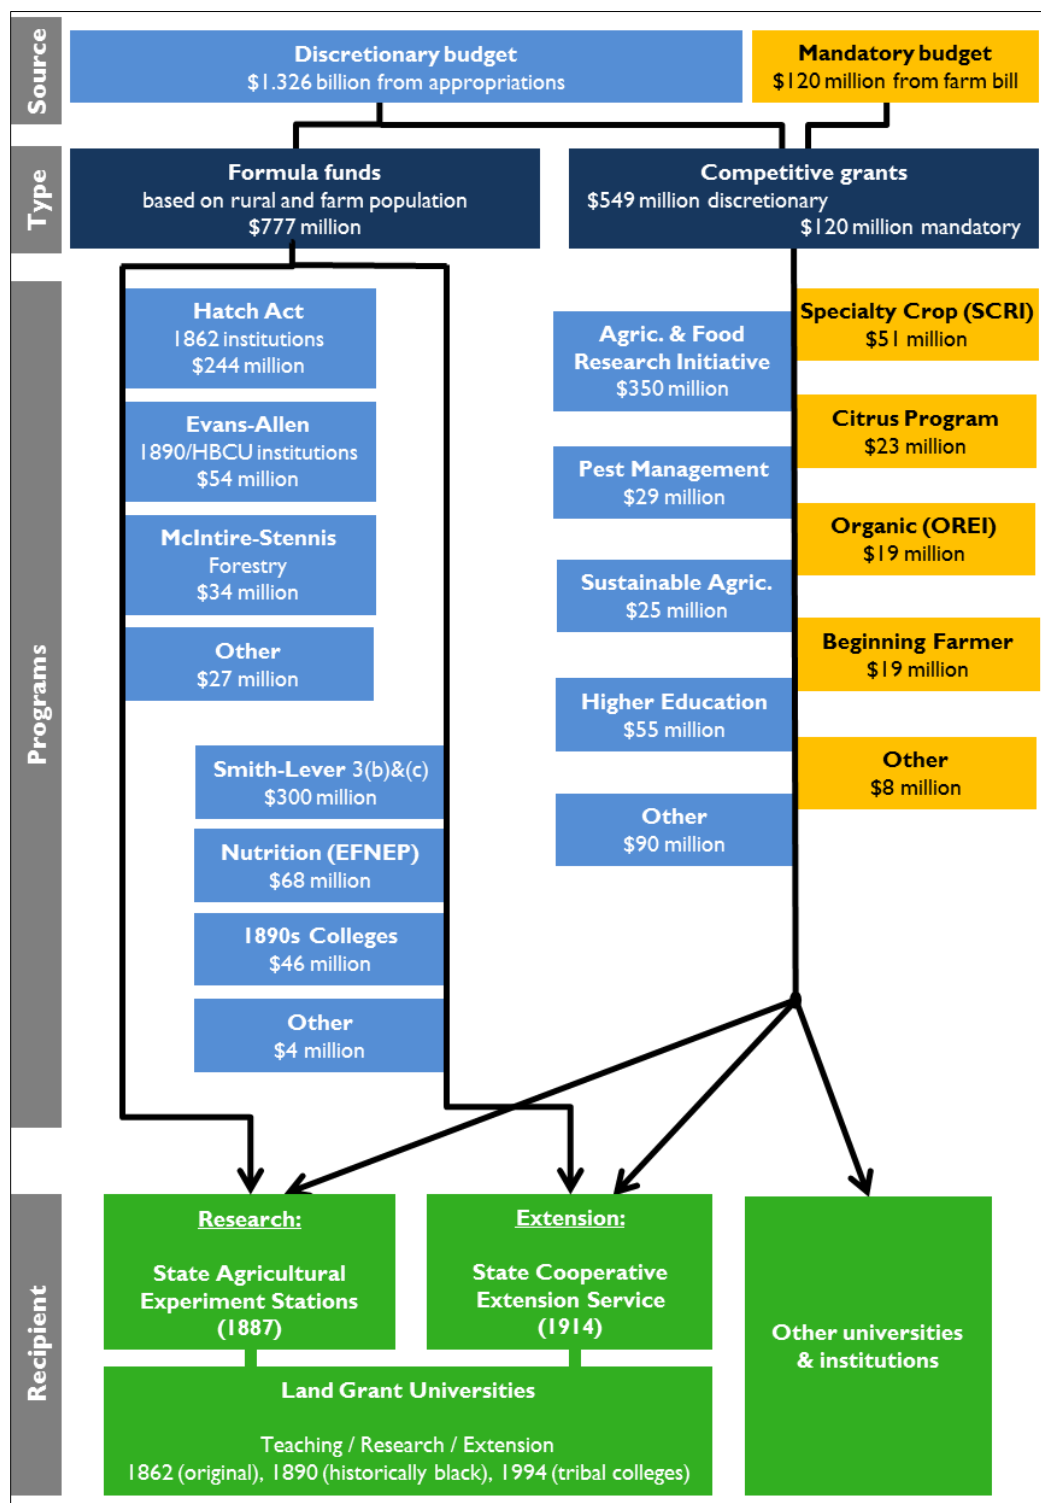 Source
Discretionary budget
$1.326 billion from appropriations
Mandatory budget
$120 million from farm bill
Type
Formula funds
based on rural and farm population
$777 million
Competitive grants
$549 million discretionary
$120 million mandatory
Programs
Hatch Act
1862 institutions
$244 million
Evans-Allen
1890/HBCU institutions
$54 million
McIntire-Stennis
Forestry
$34 million
Other
$27 million
Smith-Lever 3(b)&(c)
$300 million
Nutrition (EFNEP)
$68 million
1890s Colleges
$46 million
Other
$4 million
Agric. & Food
Research Initiative
$350 million
Pest Management
$29 million
Sustainable Agric.
$25 million
Higher Education
$55 million
Other
$90 million
Specialty Crop (SCRI)
$51 million
Citrus Program
$23 million
Organic (OREI)
$19 million
Beginning Farmer
$19 million
Other
$8 million
Recipient
Research:
State Agricultural
Experiment Stations
(1887)
Extension:
State Cooperative
Extension Service
(1914)
Other universities
& institutions
Land Grant Universities
Teaching / Research / Extension
1862 (original), 1890 (historically black), 1994 (tribal colleges)